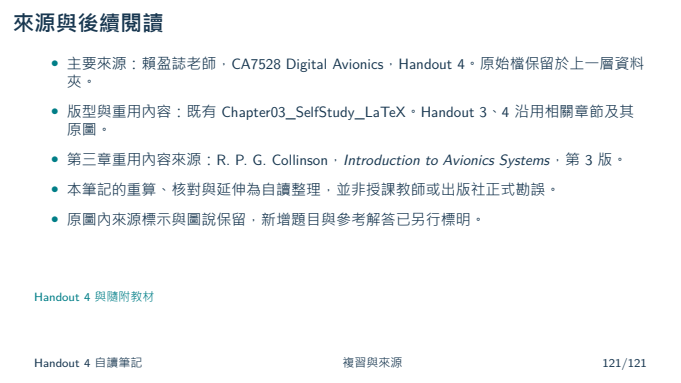 來源與後續閱讀
• 主要來源：賴盈誌老師，CA7528 Digital Avionics，Handout 4。原始檔保留於上一層資料
夾。
• 版型與重用內容：既有 Chapter03_SelfStudy_LaTeX。Handout 3、4 沿用相關章節及其
原圖。
• 第三章重用內容來源：R. P. G. Collinson，Introduction to Avionics Systems，第 3 版。
• 本筆記的重算、核對與延伸為自讀整理，並非授課教師或出版社正式勘誤。
• 原圖內來源標示與圖說保留，新增題目與參考解答已另行標明。
Handout 4 與隨附教材
Handout 4 自讀筆記
複習與來源
121/121